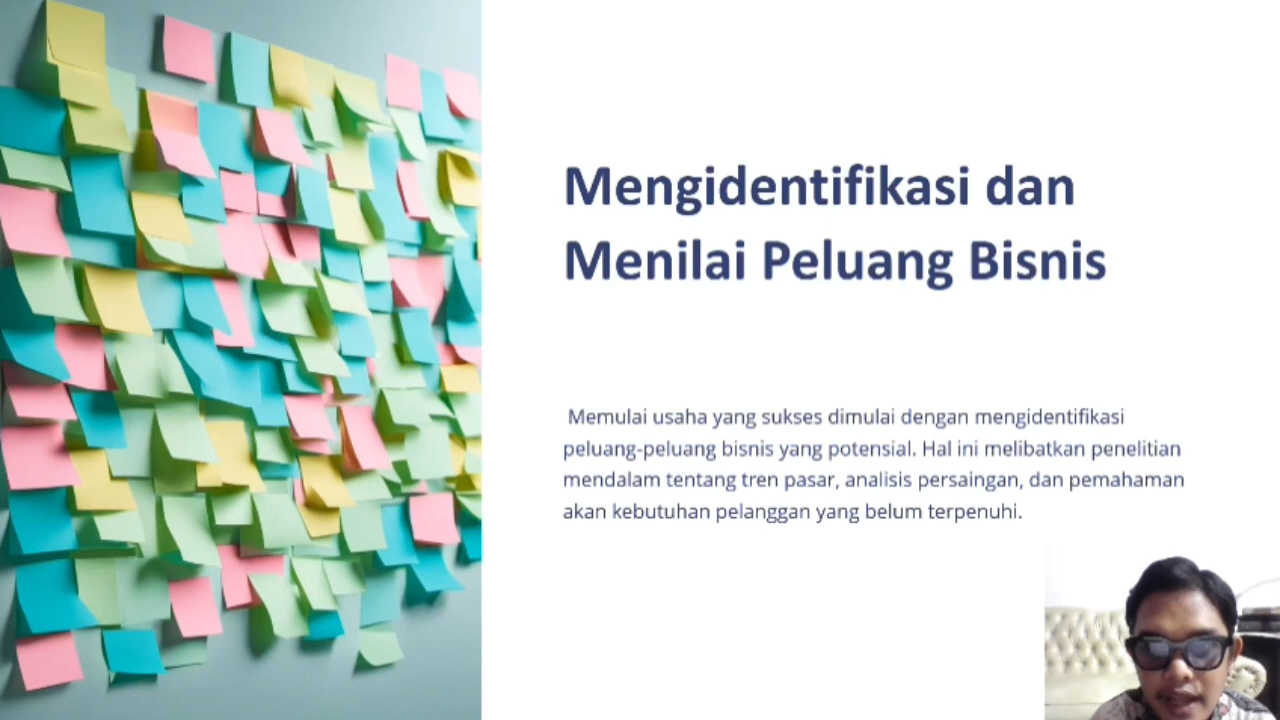 Mengidentifikasi dan
Menilai Peluang Bisnis
Memulai usaha yang sukses dimulai dengan mengidentifikasi
peluang-peluang bisnis yang potensial. Hal ini melibatkan penelitian
mendalam tentang tren pasar, analisis persaingan, dan pemahaman
akan kebutuhan pelanggan yang belum terpenuhi.